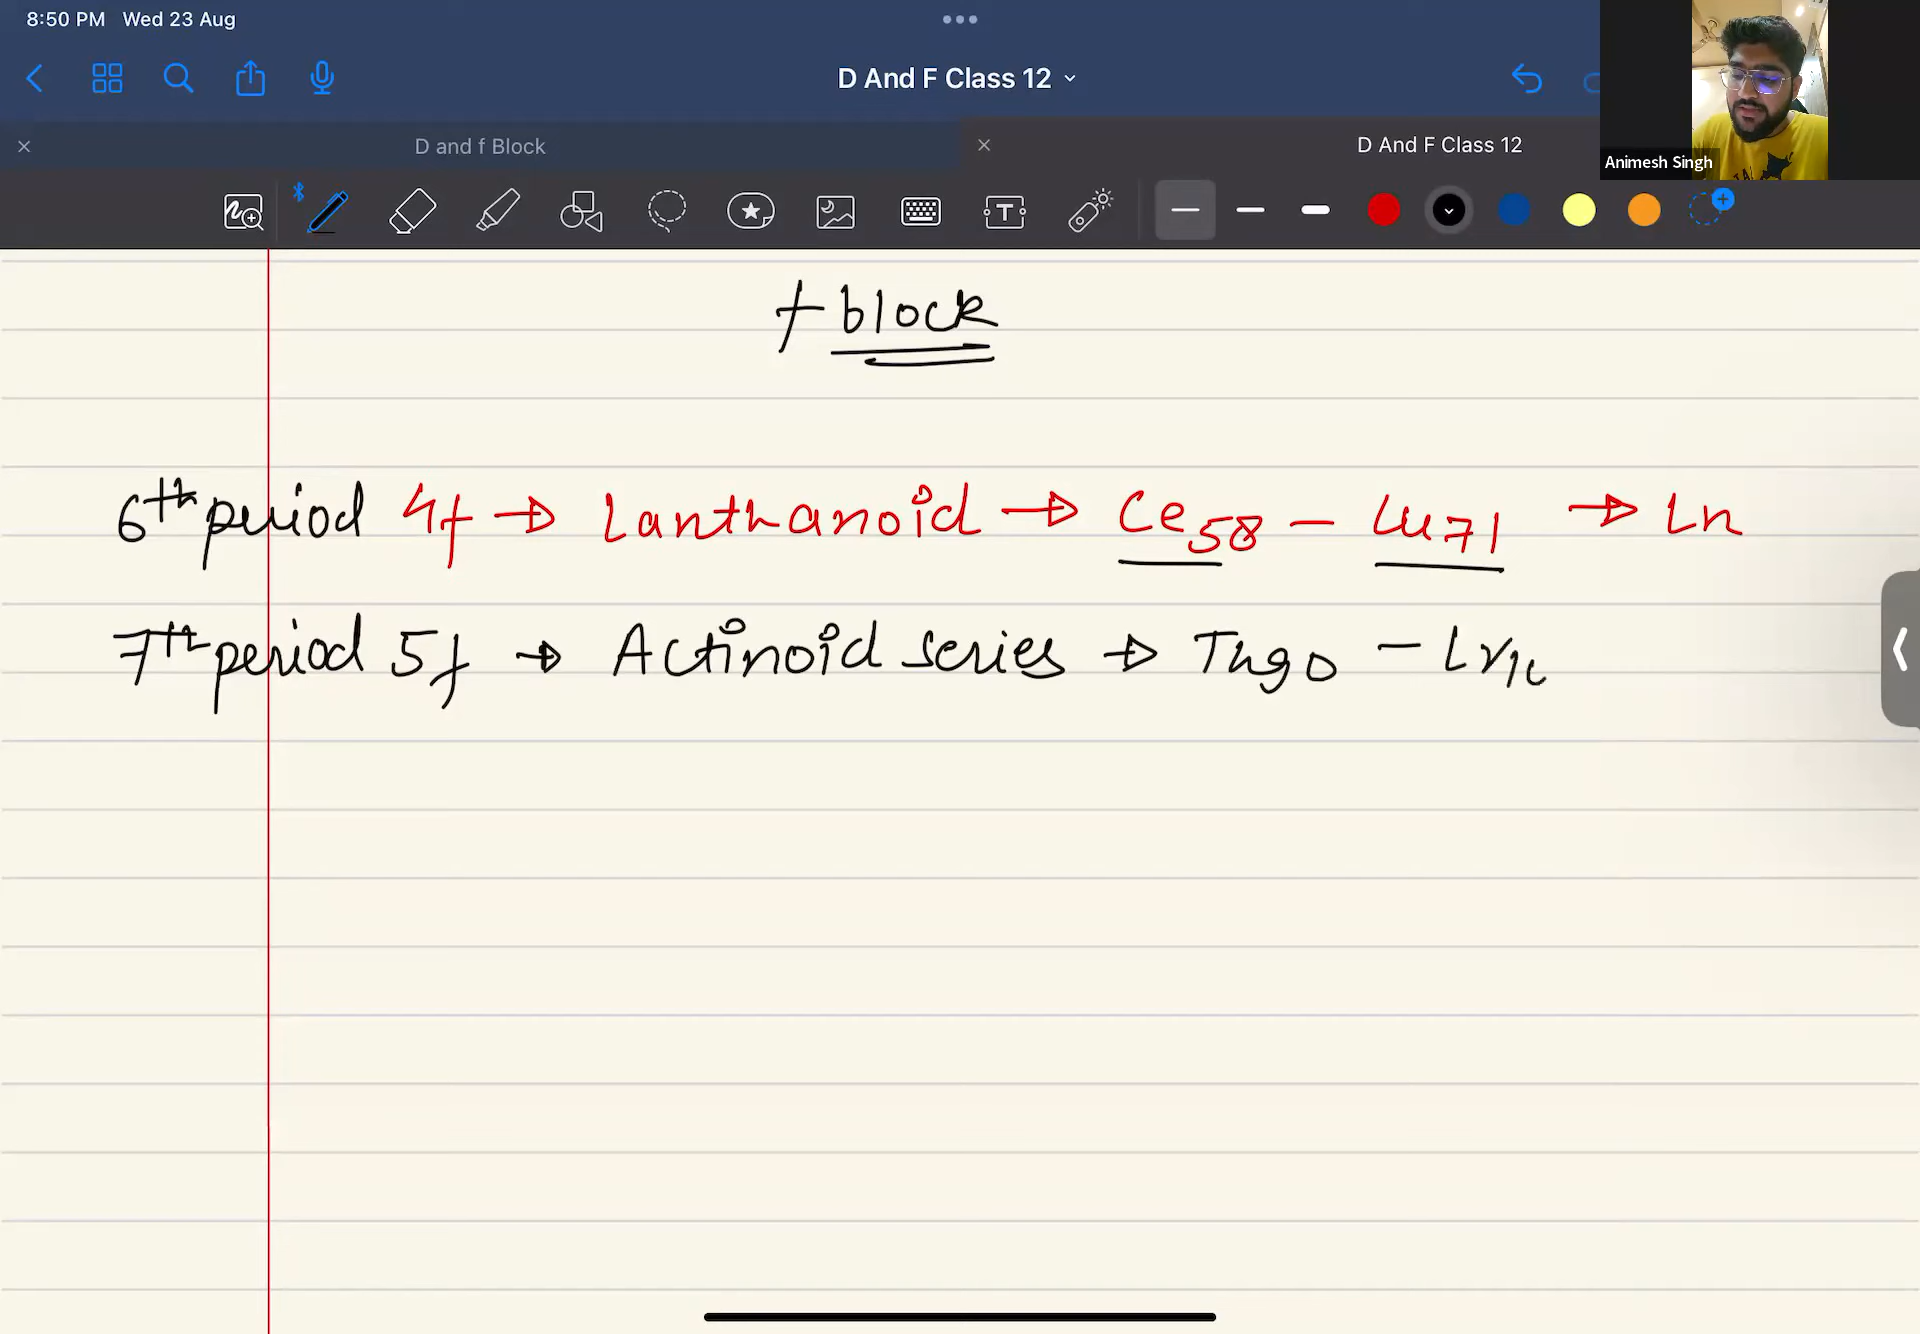 8:50 PM Wed 23 Aug
D And F Class 12
D and f Block
D And F Class 12
Animesh Singh
T
f block
6th period 4f → Lanthanoid → Ce58 - Lu71 → Ln
7th period 5f → Actinoid series → Th90 -